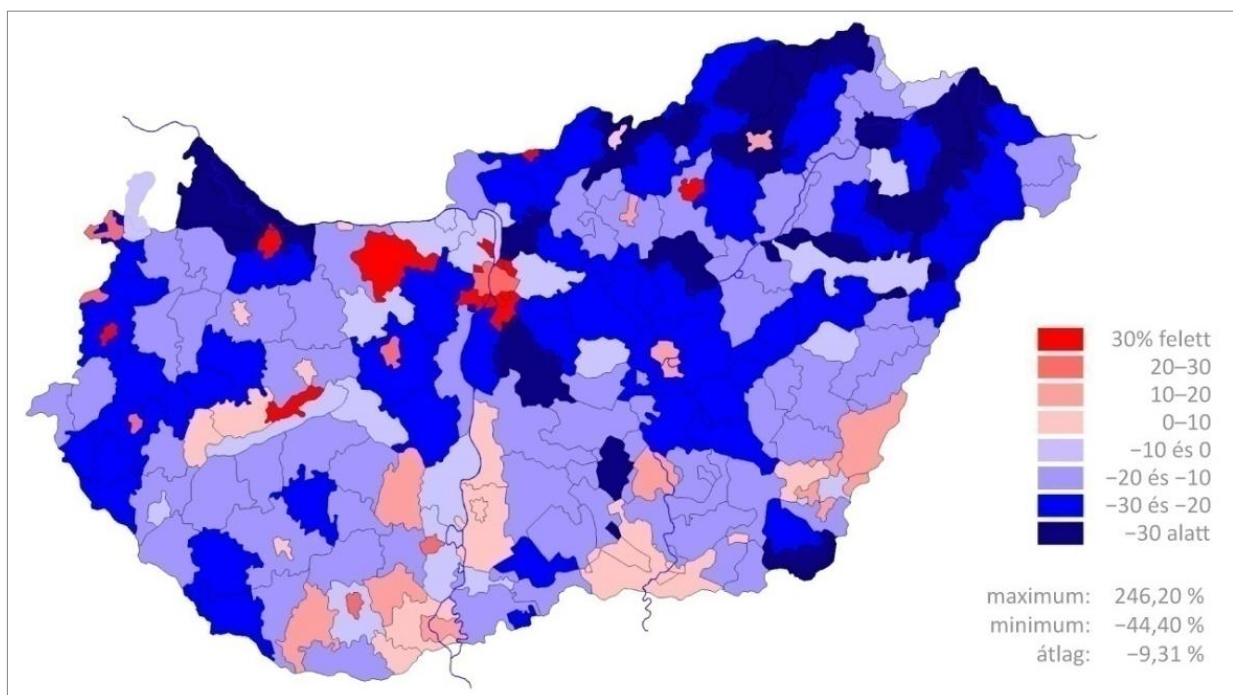 30% felett
20–30
10–20
0–10
−10 és 0
−20 és −10
−30 és −20
−30 alatt
maximum: 246,20 %
minimum: −44,40 %
átlag: −9,31 %